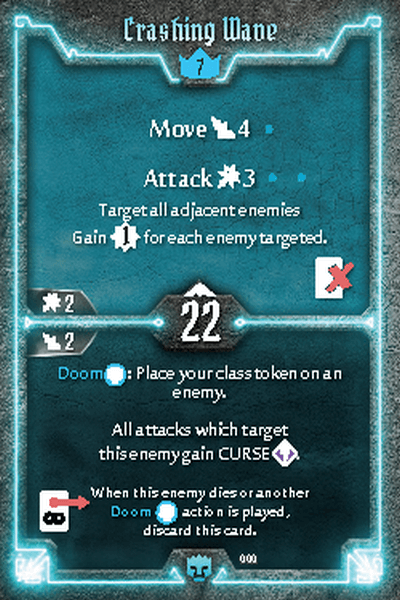 Crashing Wave
7
Move 4
Attack 3
Target all adjacent enemies
Gain 1 for each enemy targeted.
2
22
2
Doom : Place your class token on an
enemy.
All attacks which target
this enemy gain CURSE .
When this enemy dies or another
Doom action is played,
discard this card.
000